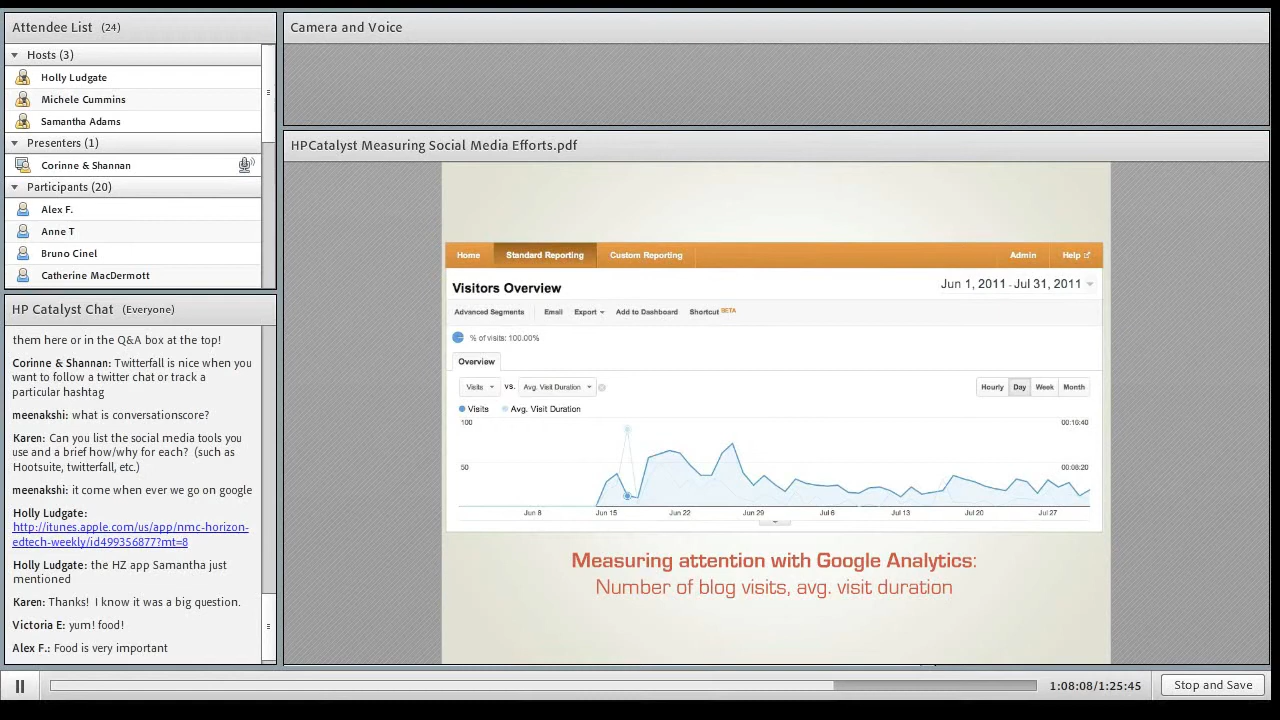 Attendee List (24)
Hosts (3)
Holly Ludgate
Michele Cummins
Samantha Adams
Presenters (1)
Corinne & Shannan
Participants (20)
Alex F.
Anne T
Bruno Cinel
Catherine MacDermott
HP Catalyst Chat (Everyone)
them here or in the Q&A box at the top!
Corinne & Shannan: Twitterfall is nice when you
want to follow a twitter chat or track a
particular hashtag
meenakshi: what is conversationscore?
Karen: Can you list the social media tools you
use and a brief how/why for each? (such as
Hootsuite, twitterfall, etc.)
meenakshi: it come when ever we go on google
Holly Ludgate:
http://itunes.apple.com/us/app/nmc-horizon-
edtech-weekly/id499356877?mt=8
Holly Ludgate: the HZ app Samantha just
mentioned
Karen: Thanks! I know it was a big question.
Victoria E: yum! food!
Alex F.: Food is very important
Camera and Voice
HPCatalyst Measuring Social Media Efforts.pdf
Home Standard Reporting Custom Reporting Admin Help
Visitors Overview Jun 1, 2011 - Jul 31, 2011
Advanced Segments Email Export Add to Dashboard Shortcut BETA
% of visits: 100.00%
Overview
Visits vs. Avg. Visit Duration Hourly Day Week Month
Visits Avg. Visit Duration
100 00:16:40
50 00:08:20
Jun 8 Jun 15 Jun 22 Jun 29 Jul 6 Jul 13 Jul 20 Jul 27
Measuring attention with Google Analytics:
Number of blog visits, avg. visit duration
1:08:08/1:25:45 Stop and Save